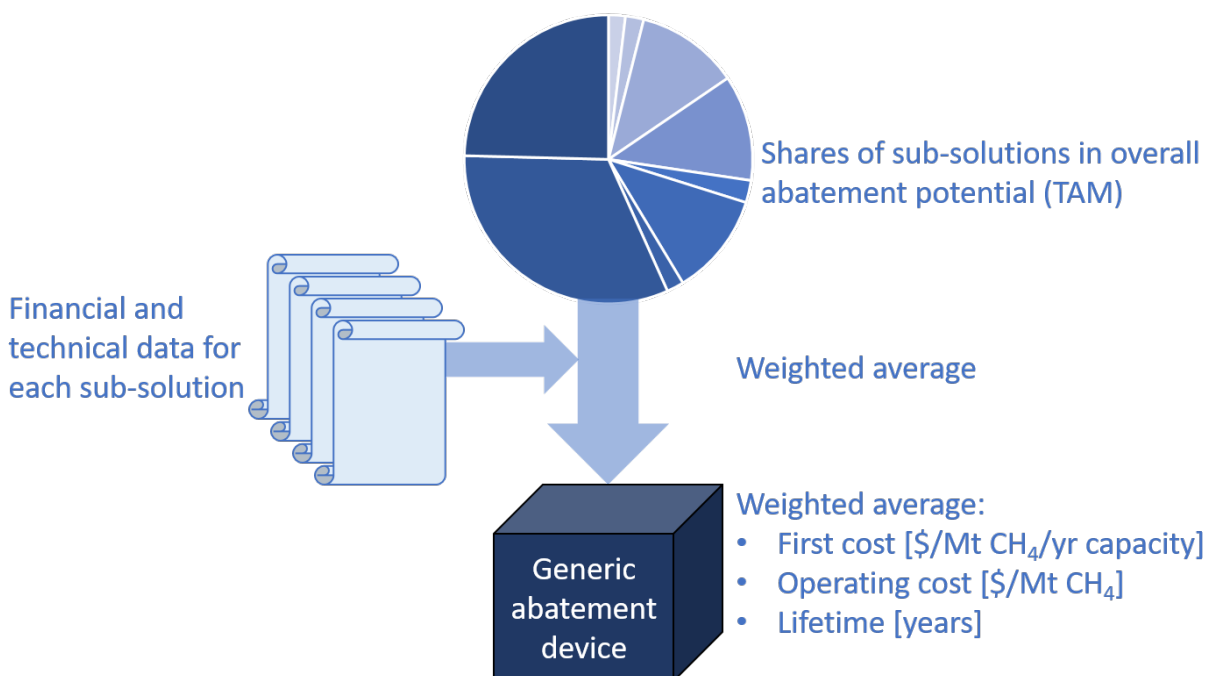 Shares of sub-solutions in overall
abatement potential (TAM)
Financial and
technical data for
each sub-solution
Weighted average
Generic
abatement
device
Weighted average:
• First cost [$/Mt CH₄/yr capacity]
• Operating cost [$/Mt CH₄]
• Lifetime [years]